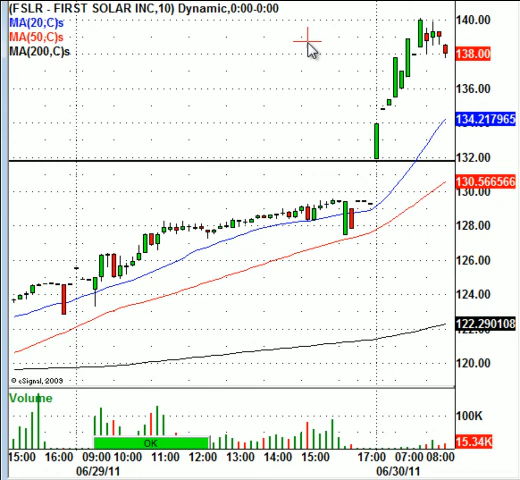 (FSLR - FIRST SOLAR INC,10) Dynamic,0:00-0:00
MA(20,C)s
MA(50,C)s
MA(200,C)s
140.00
138.00
136.00
134.217965
132.00
130.566566
130.00
128.00
126.00
124.00
122.290108
120.00
© eSignal, 2009
Volume
100K
OK
15.34K
15:00 16:00 09:00 10:00 11:00 12:00 13:00 14:00 15:00 17:00 07:00 08:00
06/29/11 06/30/11